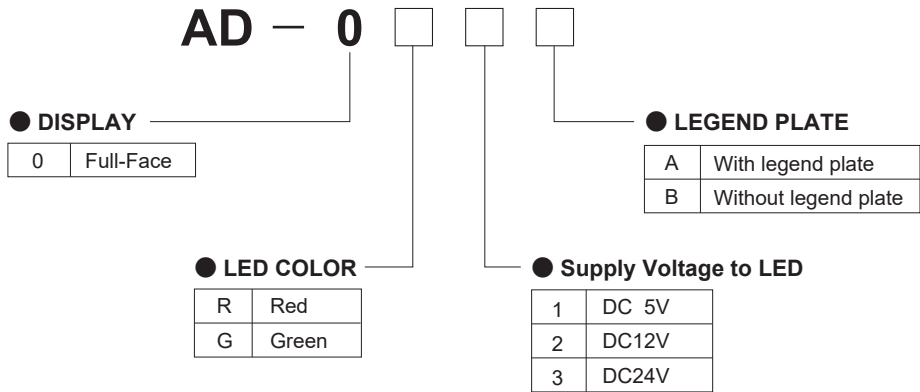 AD － 0 □ □ □
● DISPLAY
0 Full-Face
● LEGEND PLATE
A With legend plate
B Without legend plate
● LED COLOR
R Red
G Green
● Supply Voltage to LED
1 DC 5V
2 DC12V
3 DC24V